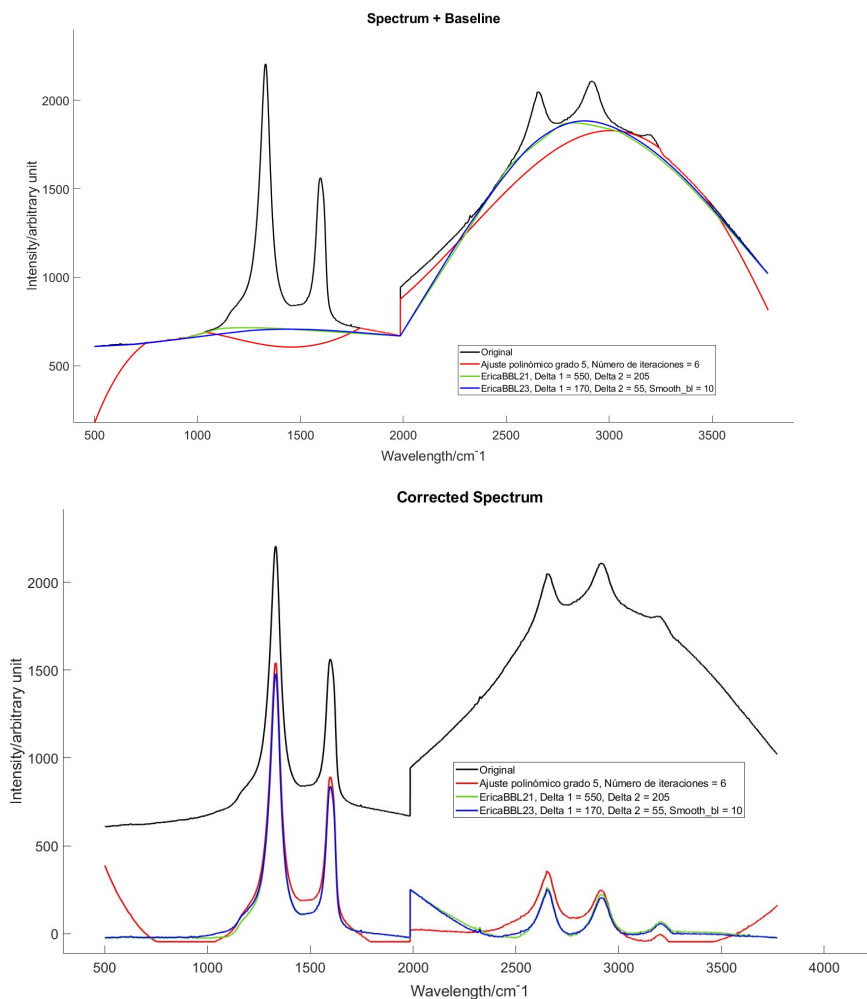 Spectrum + Baseline
Intensity/arbitrary unit
2000
1500
1000
500
Original
Ajuste polinómico grado 5, Número de iteraciones = 6
EricaBBL21, Delta 1 = 550, Delta 2 = 205
EricaBBL23, Delta 1 = 170, Delta 2 = 55, Smooth_bl = 10
500 1000 1500 2000 2500 3000 3500
Wavelength/cm-1
Corrected Spectrum
Intensity/arbitrary unit
2000
1500
1000
500
0
Original
Ajuste polinómico grado 5, Número de iteraciones = 6
EricaBBL21, Delta 1 = 550, Delta 2 = 205
EricaBBL23, Delta 1 = 170, Delta 2 = 55, Smooth_bl = 10
500 1000 1500 2000 2500 3000 3500 4000
Wavelength/cm-1